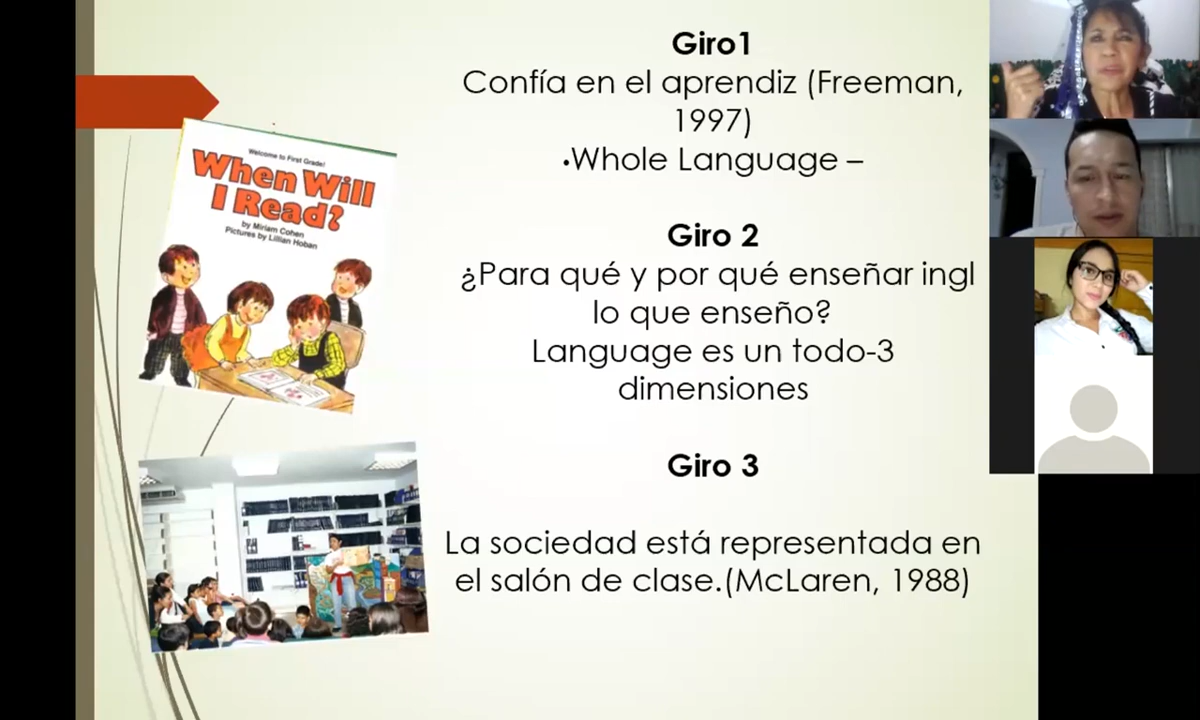 Giro1
Confía en el aprendiz (Freeman,
1997)
•Whole Language –
Giro 2
¿Para qué y por qué enseñar ingl
lo que enseño?
Language es un todo-3
dimensiones
Giro 3
La sociedad está representada en
el salón de clase.(McLaren, 1988)
Welcome to First Grade!
When Will
I Read?
by Miriam Cohen
Pictures by Lillian Hoban